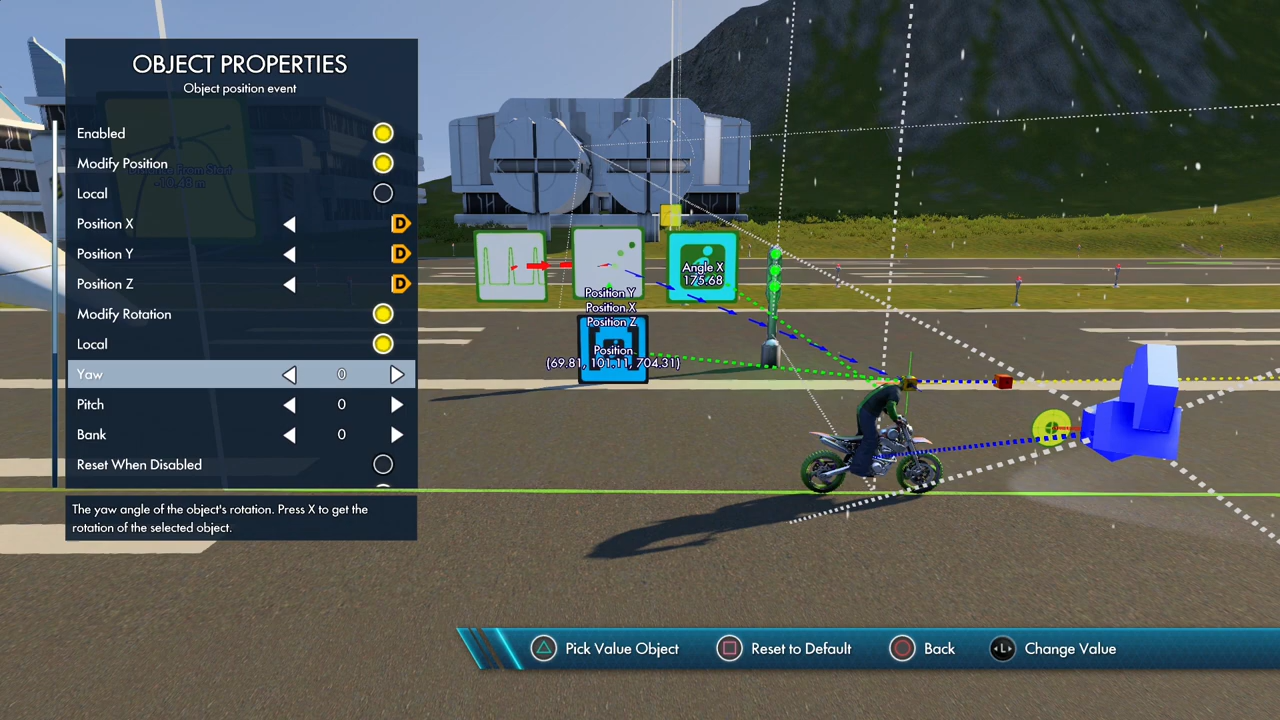 OBJECT PROPERTIES
Object position event
Enabled
Modify Position
Local
Position X
D
Position Y
D
Position Z
D
Modify Rotation
Local
Yaw 0
Pitch 0
Bank 0
Reset When Disabled
The yaw angle of the object's rotation. Press X to get the
rotation of the selected object.
Angle X
175.68
Position Y
Position X
Position Z
Position
(69.81, 101.11, 704.31)
Pick Value Object
Reset to Default
Back
L
Change Value